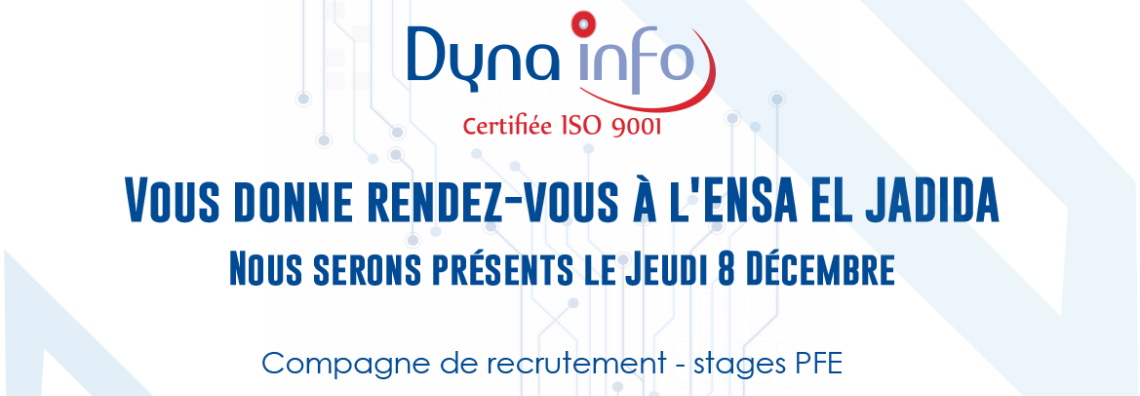 Dyna info
Certifiée ISO 9001
VOUS DONNE RENDEZ-VOUS À L'ENSA EL JADIDA
NOUS SERONS PRÉSENTS LE JEUDI 8 DÉCEMBRE
Compagne de recrutement - stages PFE